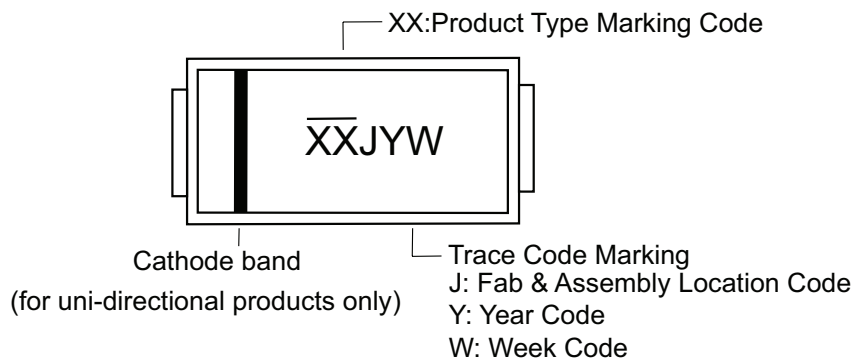 XX:Product Type Marking Code
XXJYW
Cathode band
(for uni-directional products only)
Trace Code Marking
J: Fab & Assembly Location Code
Y: Year Code
W: Week Code